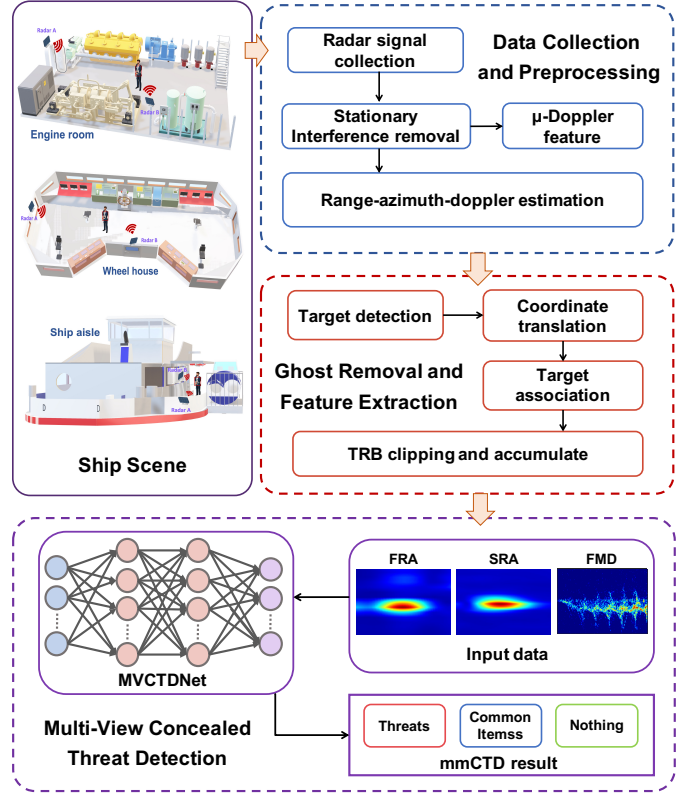 Radar A
Radar B
Engine room
Radar A
Radar B
Wheel house
Ship aisle
Radar B
Radar A
Ship Scene
Radar signal
collection
Data Collection
and Preprocessing
Stationary
Interference removal
μ-Doppler
feature
Range-azimuth-doppler estimation
Target detection
Coordinate
translation
Ghost Removal and
Feature Extraction
Target
association
TRB clipping and accumulate
MVCTDNet
FRA
SRA
FMD
Input data
Multi-View Concealed
Threat Detection
Threats
Common
Itemss
Nothing
mmCTD result